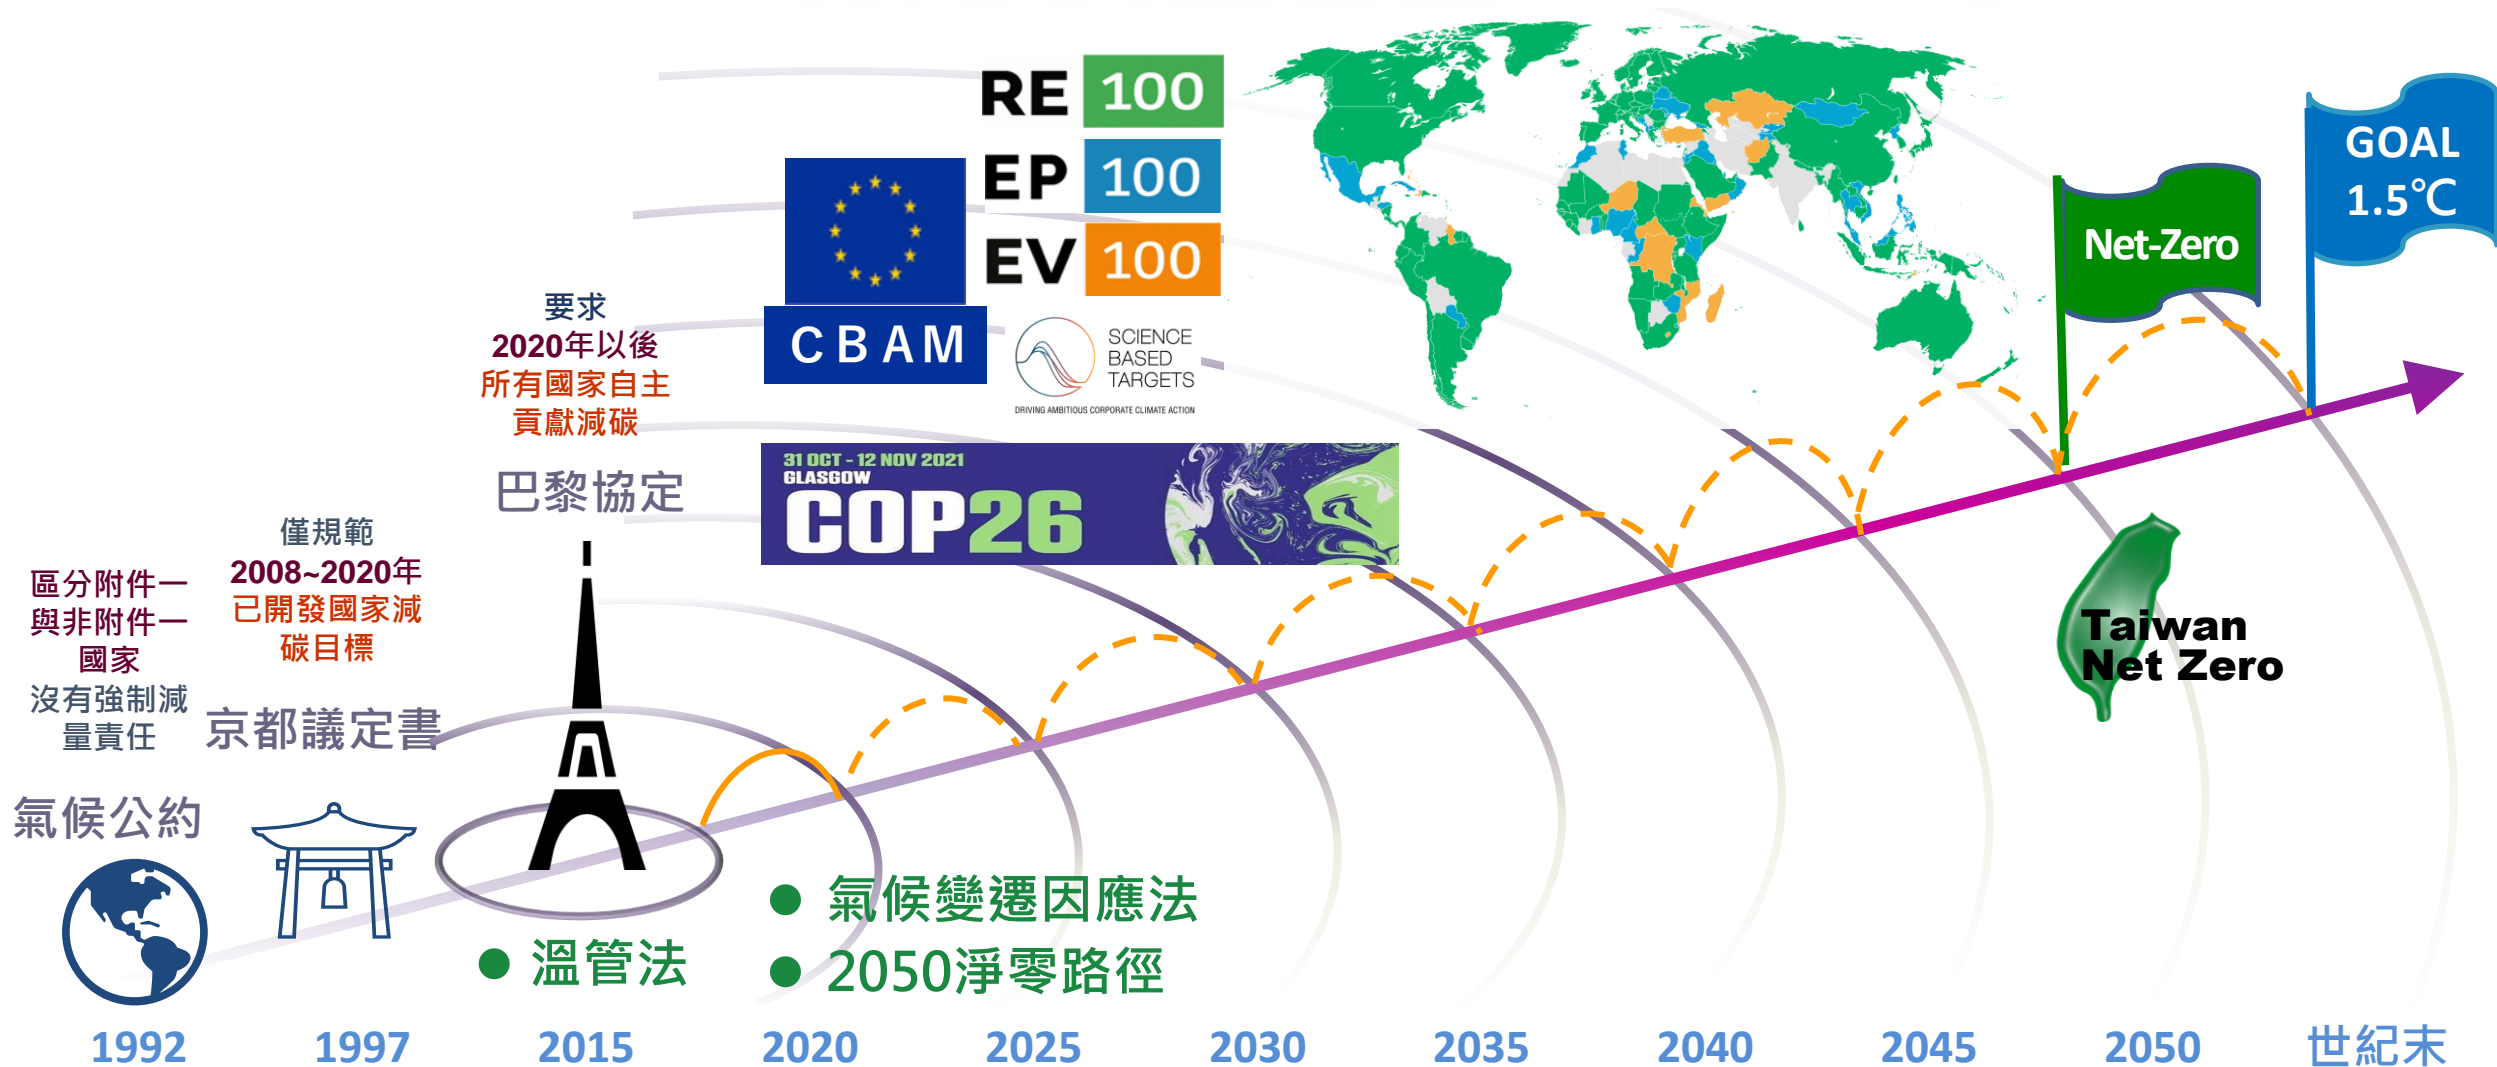 區分附件一
與非附件一
國家
沒有強制減
量責任
氣候公約
僅規範
2008~2020年
已開發國家減
碳目標
京都議定書
要求
2020年以後
所有國家自主
貢獻減碳
巴黎協定
CBAM
RE 100
EP 100
EV 100
SCIENCE
BASED
TARGETS
DRIVING AMBITIOUS CORPORATE CLIMATE ACTION
31 OCT - 12 NOV 2021
GLASGOW
COP26
Net-Zero
GOAL
1.5℃
Taiwan
Net Zero
● 溫管法
● 氣候變遷因應法
● 2050淨零路徑
1992 1997 2015 2020 2025 2030 2035 2040 2045 2050 世紀末